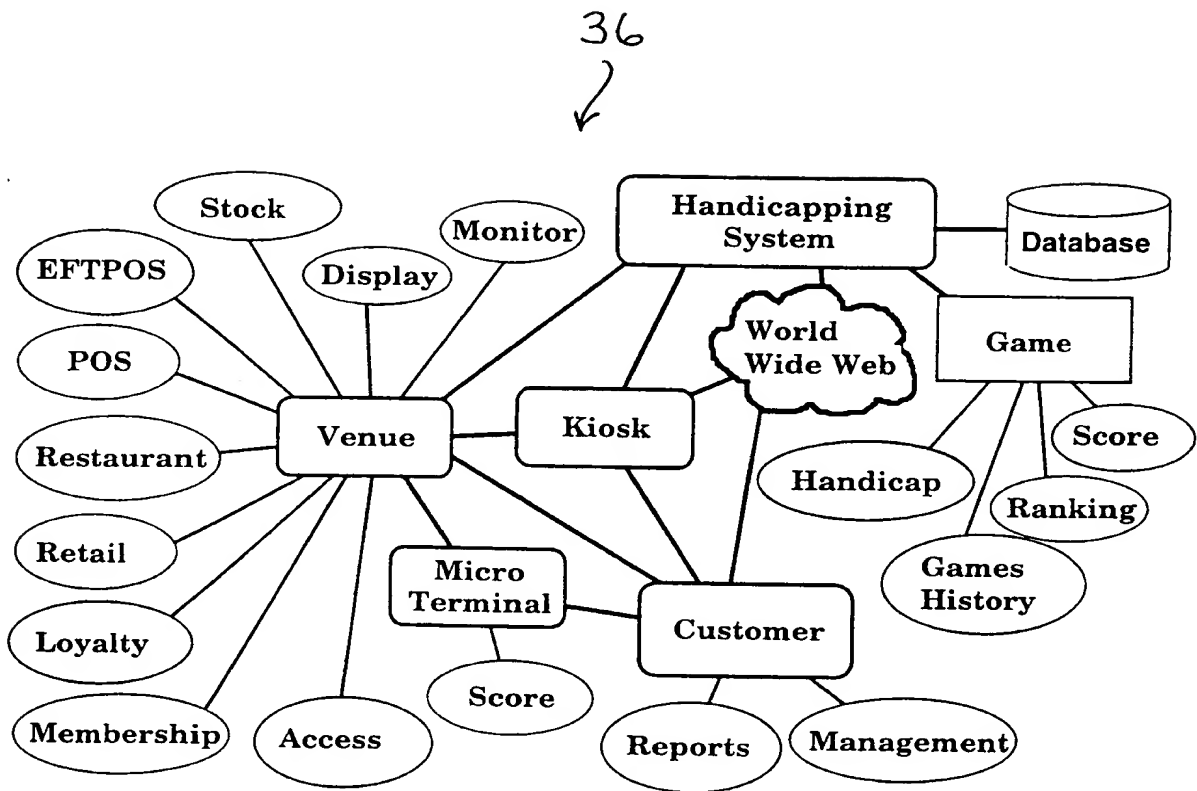 36
Stock
Monitor
Handicapping
System
Database
EFTPOS
Display
World
Wide Web
Game
POS
Venue
Kiosk
Score
Restaurant
Handicap
Ranking
Retail
Micro
Terminal
Games
History
Loyalty
Customer
Score
Membership
Access
Reports
Management